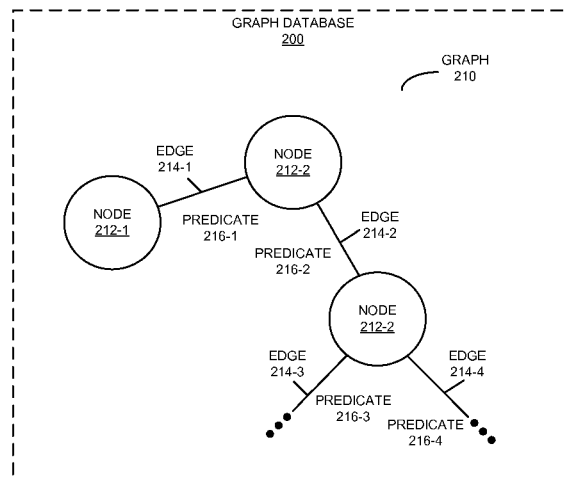 GRAPH DATABASE
200
GRAPH
210
EDGE
214-1
NODE
212-2
NODE
212-1
PREDICATE
216-1
EDGE
214-2
PREDICATE
216-2
NODE
212-2
EDGE
214-3
EDGE
214-4
PREDICATE
216-3
PREDICATE
216-4